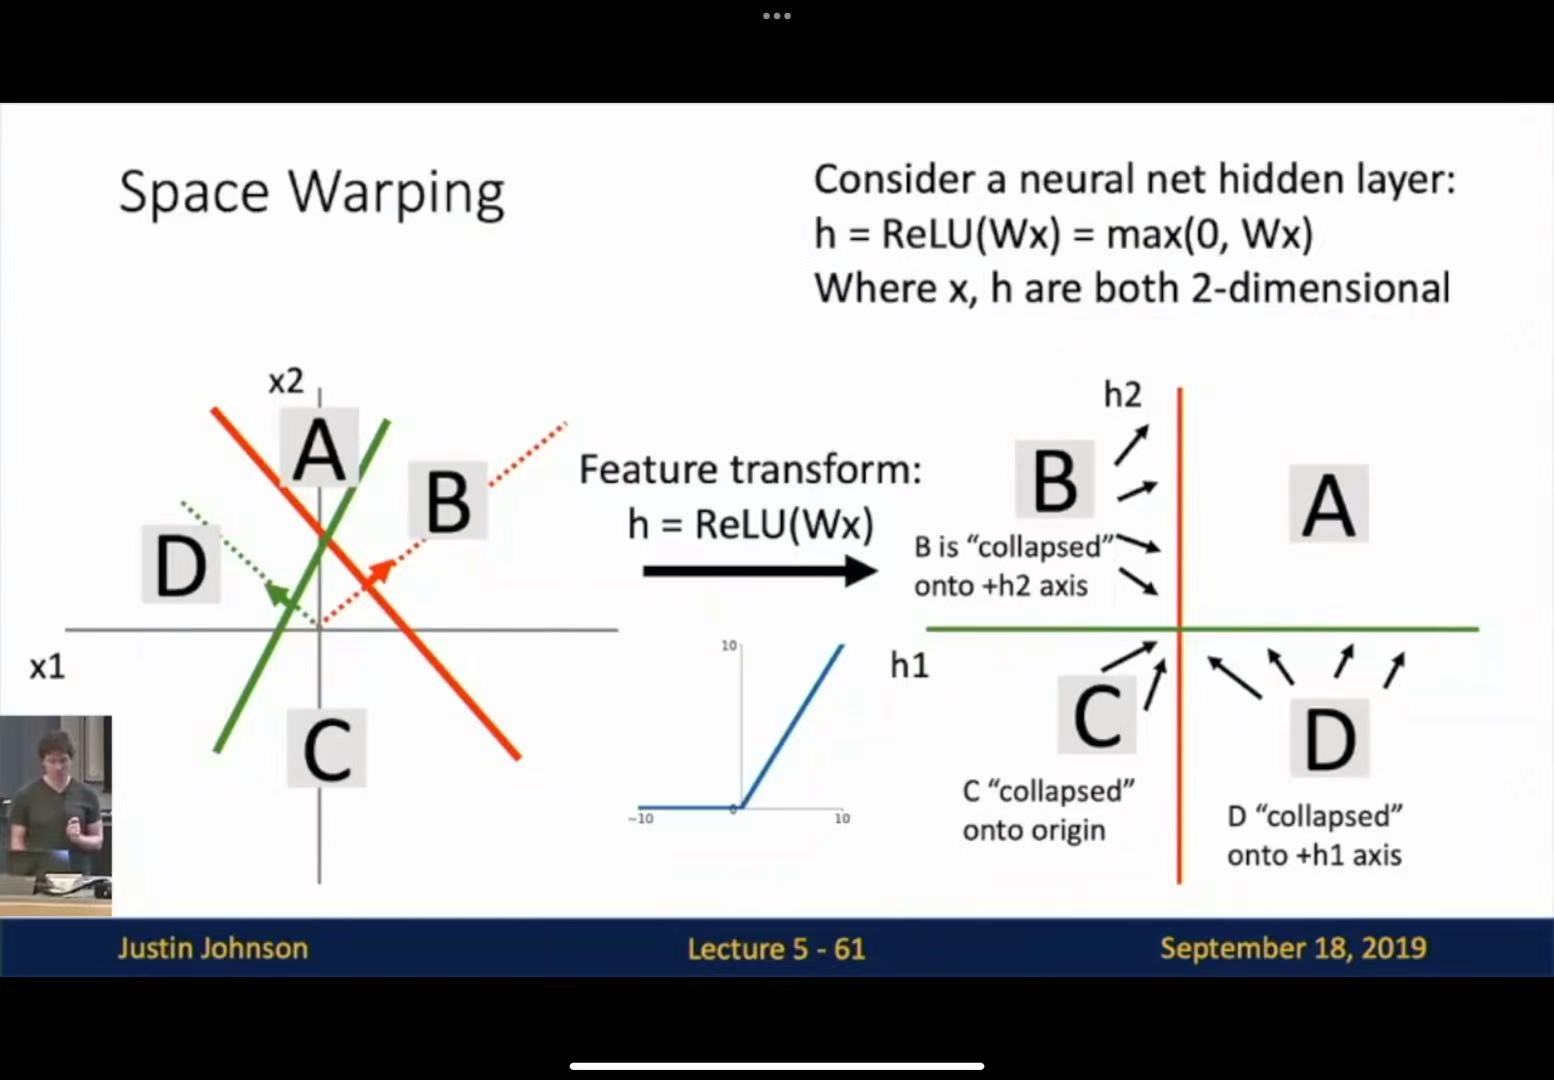 Space Warping
Consider a neural net hidden layer:
h = ReLU(Wx) = max(0, Wx)
Where x, h are both 2-dimensional
x2
A
B
D
x1
C
Feature transform:
h = ReLU(Wx)
10
0
-10
10
h2
B
A
B is “collapsed”
onto +h2 axis
h1
C
D
C “collapsed”
onto origin
D “collapsed”
onto +h1 axis
Justin Johnson
Lecture 5 - 61
September 18, 2019